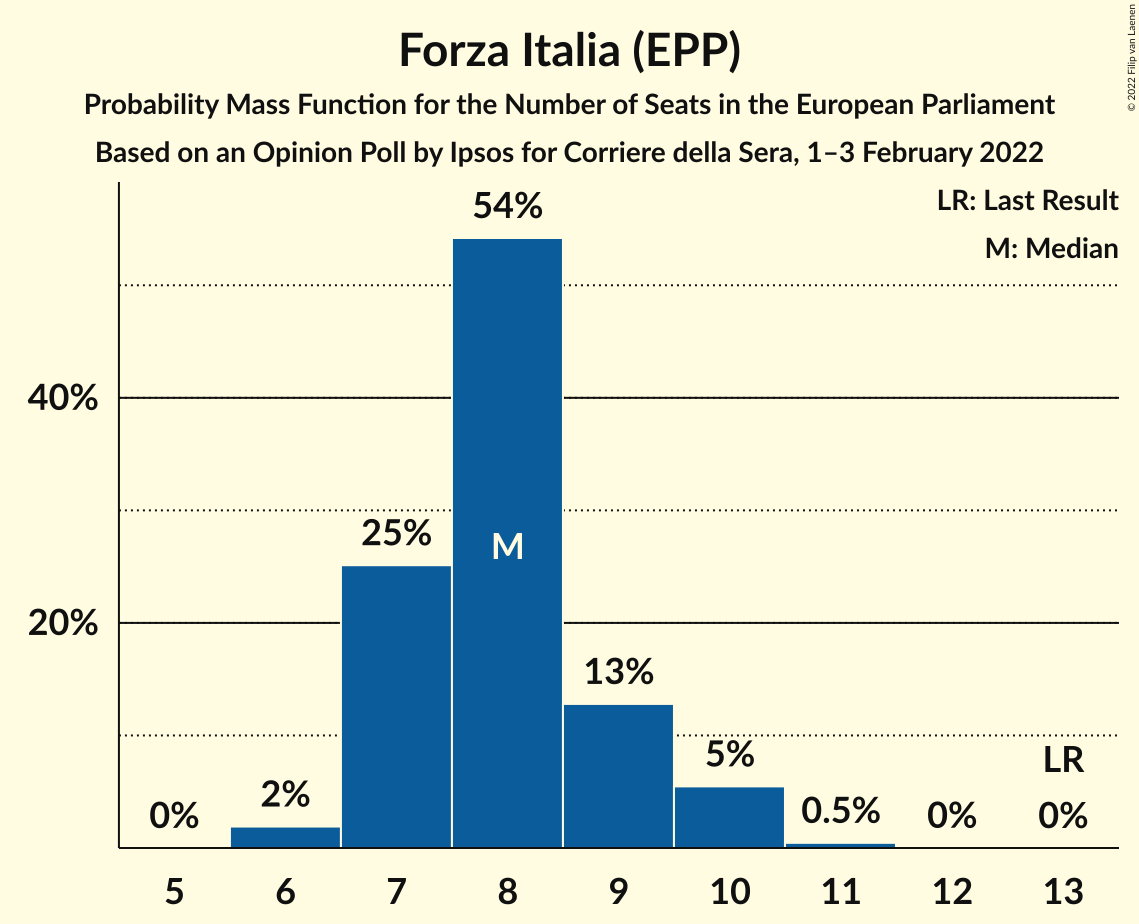 Forza Italia (EPP)
Probability Mass Function for the Number of Seats in the European Parliament
Based on an Opinion Poll by Ipsos for Corriere della Sera, 1–3 February 2022
© 2022 Filip van Laenen
LR: Last Result
M: Median
54%
40%
25%
M
20%
13%
5%
LR
2%
0%
0.5%
0%
0%
5 6 7 8 9 10 11 12 13